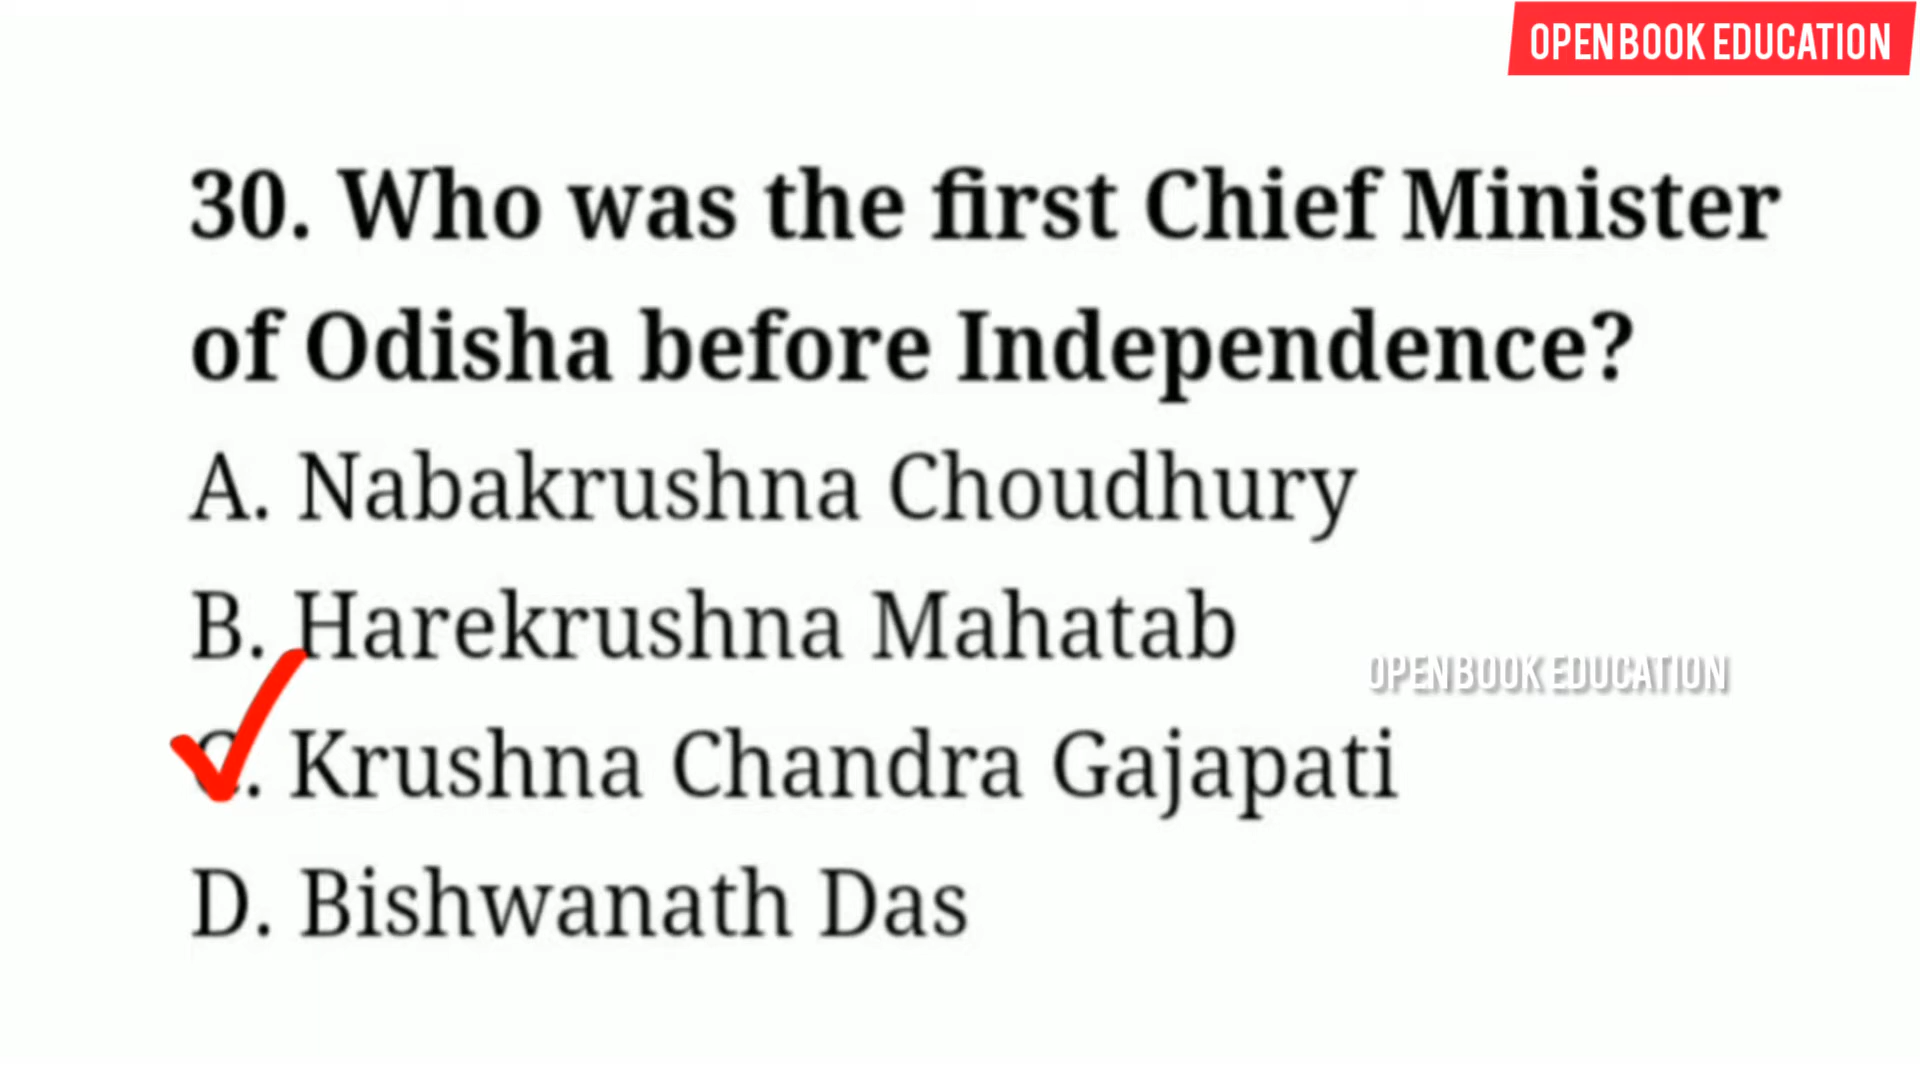 OPEN BOOK EDUCATION
30. Who was the first Chief Minister
of Odisha before Independence?
A. Nabakrushna Choudhury
B. Harekrushna Mahatab
OPEN BOOK EDUCATION
C. Krushna Chandra Gajapati
D. Bishwanath Das